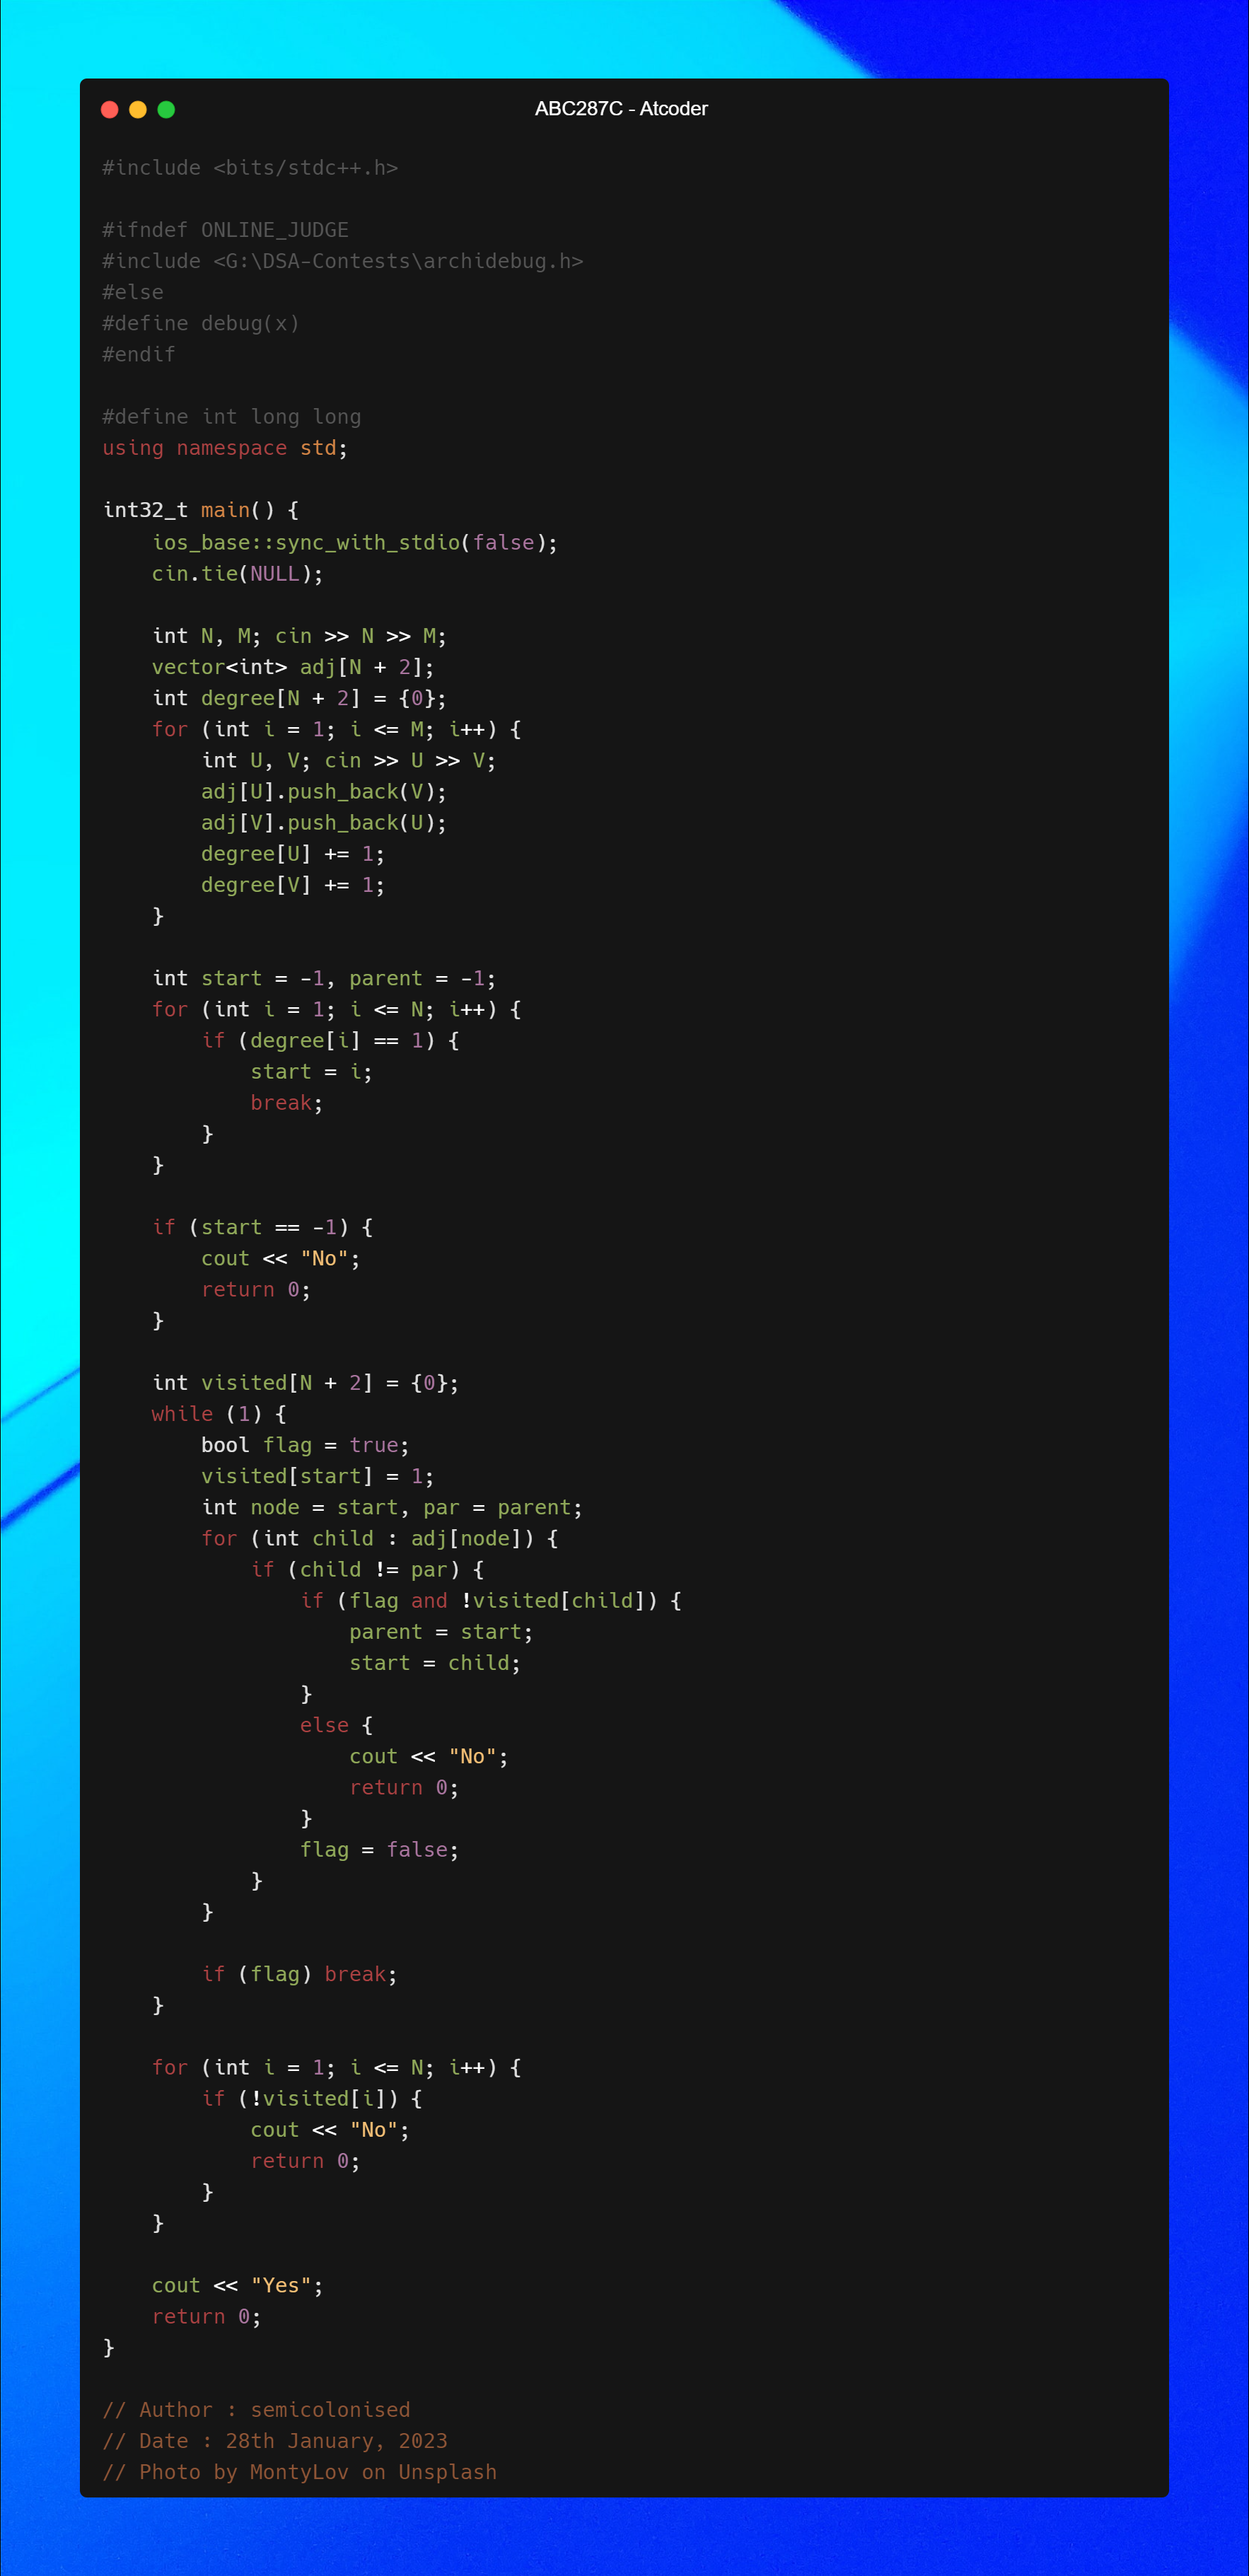 ABC287C - Atcoder
#include <bits/stdc++.h>
#ifndef ONLINE_JUDGE
#include <G:\DSA-Contests\archidebug.h>
#else
#define debug(x)
#endif
#define int long long
using namespace std;
int32_t main() {
    ios_base::sync_with_stdio(false);
    cin.tie(NULL);
    int N, M; cin >> N >> M;
    vector<int> adj[N + 2];
    int degree[N + 2] = {0};
    for (int i = 1; i <= M; i++) {
        int U, V; cin >> U >> V;
        adj[U].push_back(V);
        adj[V].push_back(U);
        degree[U] += 1;
        degree[V] += 1;
    }
    int start = -1, parent = -1;
    for (int i = 1; i <= N; i++) {
        if (degree[i] == 1) {
            start = i;
            break;
        }
    }
    if (start == -1) {
        cout << "No";
        return 0;
    }
    int visited[N + 2] = {0};
    while (1) {
        bool flag = true;
        visited[start] = 1;
        int node = start, par = parent;
        for (int child : adj[node]) {
            if (child != par) {
                if (flag and !visited[child]) {
                    parent = start;
                    start = child;
                }
                else {
                    cout << "No";
                    return 0;
                }
                flag = false;
            }
        }
        if (flag) break;
    }
    for (int i = 1; i <= N; i++) {
        if (!visited[i]) {
            cout << "No";
            return 0;
        }
    }
    cout << "Yes";
    return 0;
}
// Author : semicolonised
// Date : 28th January, 2023
// Photo by MontyLov on Unsplash